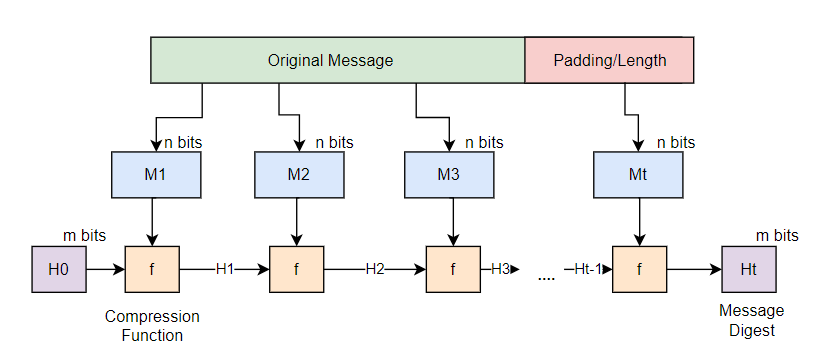 Original Message
Padding/Length
n bits
n bits
n bits
n bits
M1
M2
M3
Mt
m bits
m bits
H0
f
H1
f
H2
f
H3
....
Ht-1
f
Ht
Compression
Function
Message
Digest